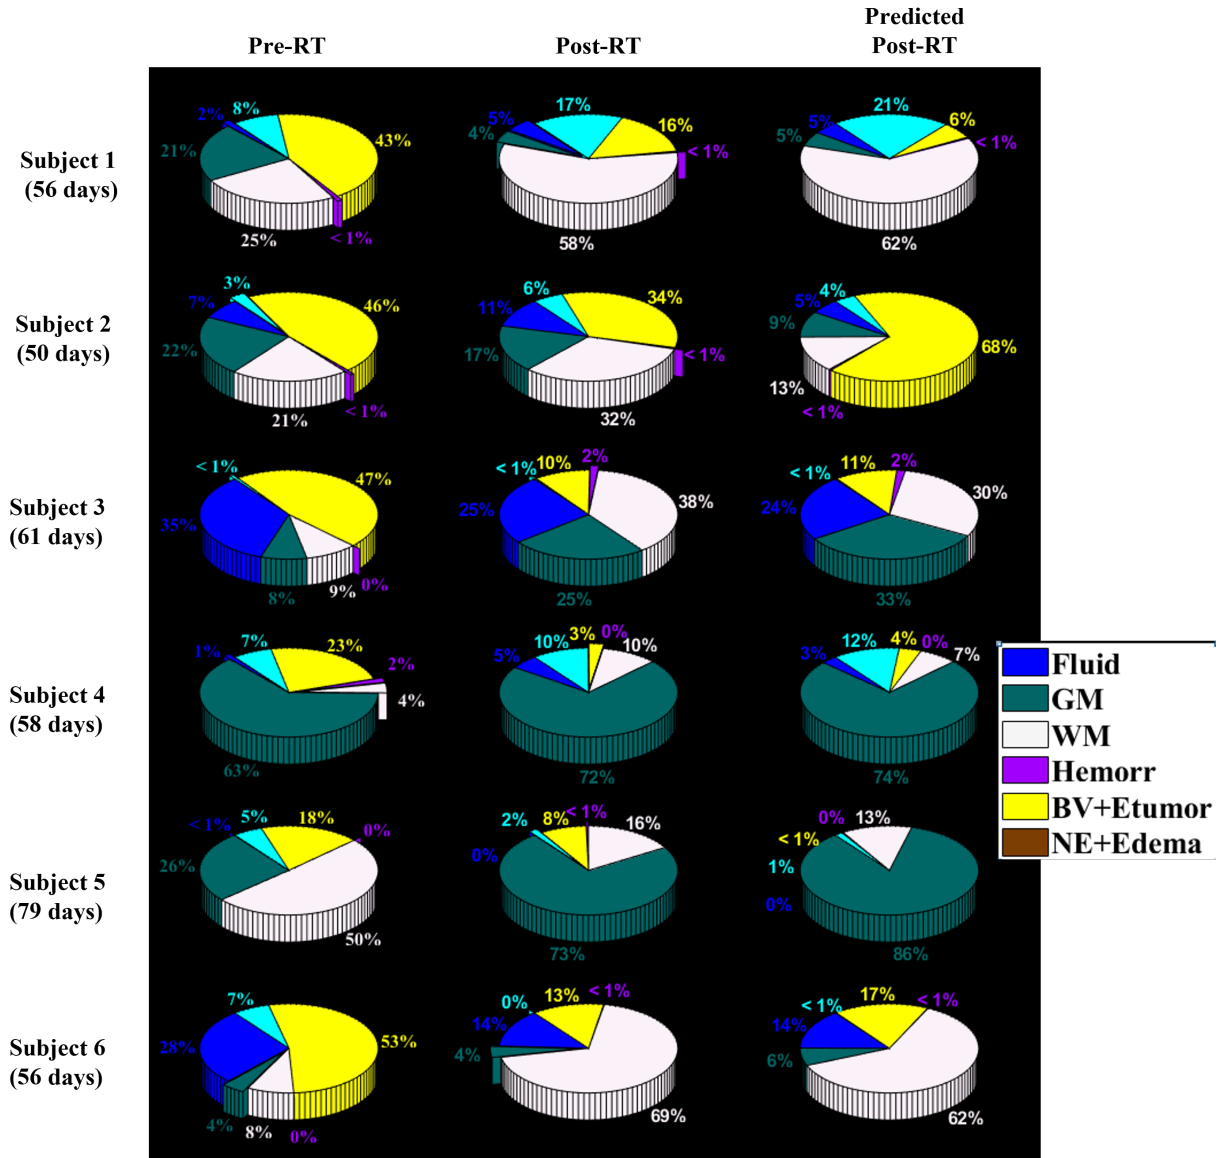 Predicted
Pre-RT Post-RT Post-RT
Subject 1
(56 days)
2% 8% 43% 21% 25% < 1%
5% 17% 16% 4% < 1% 58%
5% 21% 6% 5% < 1% 62%
Subject 2
(50 days)
3% 7% 46% 22% 21% < 1%
6% 11% 34% 17% < 1% 32%
4% 5% 9% 68% 13% < 1%
Subject 3
(61 days)
< 1% 47% 35% 9% 0% 8%
< 1% 10% 2% 25% 38% 25%
< 1% 11% 2% 24% 30% 33%
Subject 4
(58 days)
1% 7% 23% 2% 4% 63%
5% 10% 3% 0% 10% 72%
3% 12% 4% 0% 7% 74%
Fluid
GM
WM
Hemorr
BV+Etumor
NE+Edema
Subject 5
(79 days)
< 1% 5% 18% 0% 26% 50%
2% 8% < 1% 16% 0% 73%
0% 13% < 1% 1% 0% 86%
Subject 6
(56 days)
7% 28% 53% 4% 8% 0%
0% 13% < 1% 14% 4% 69%
< 1% 17% < 1% 14% 6% 62%